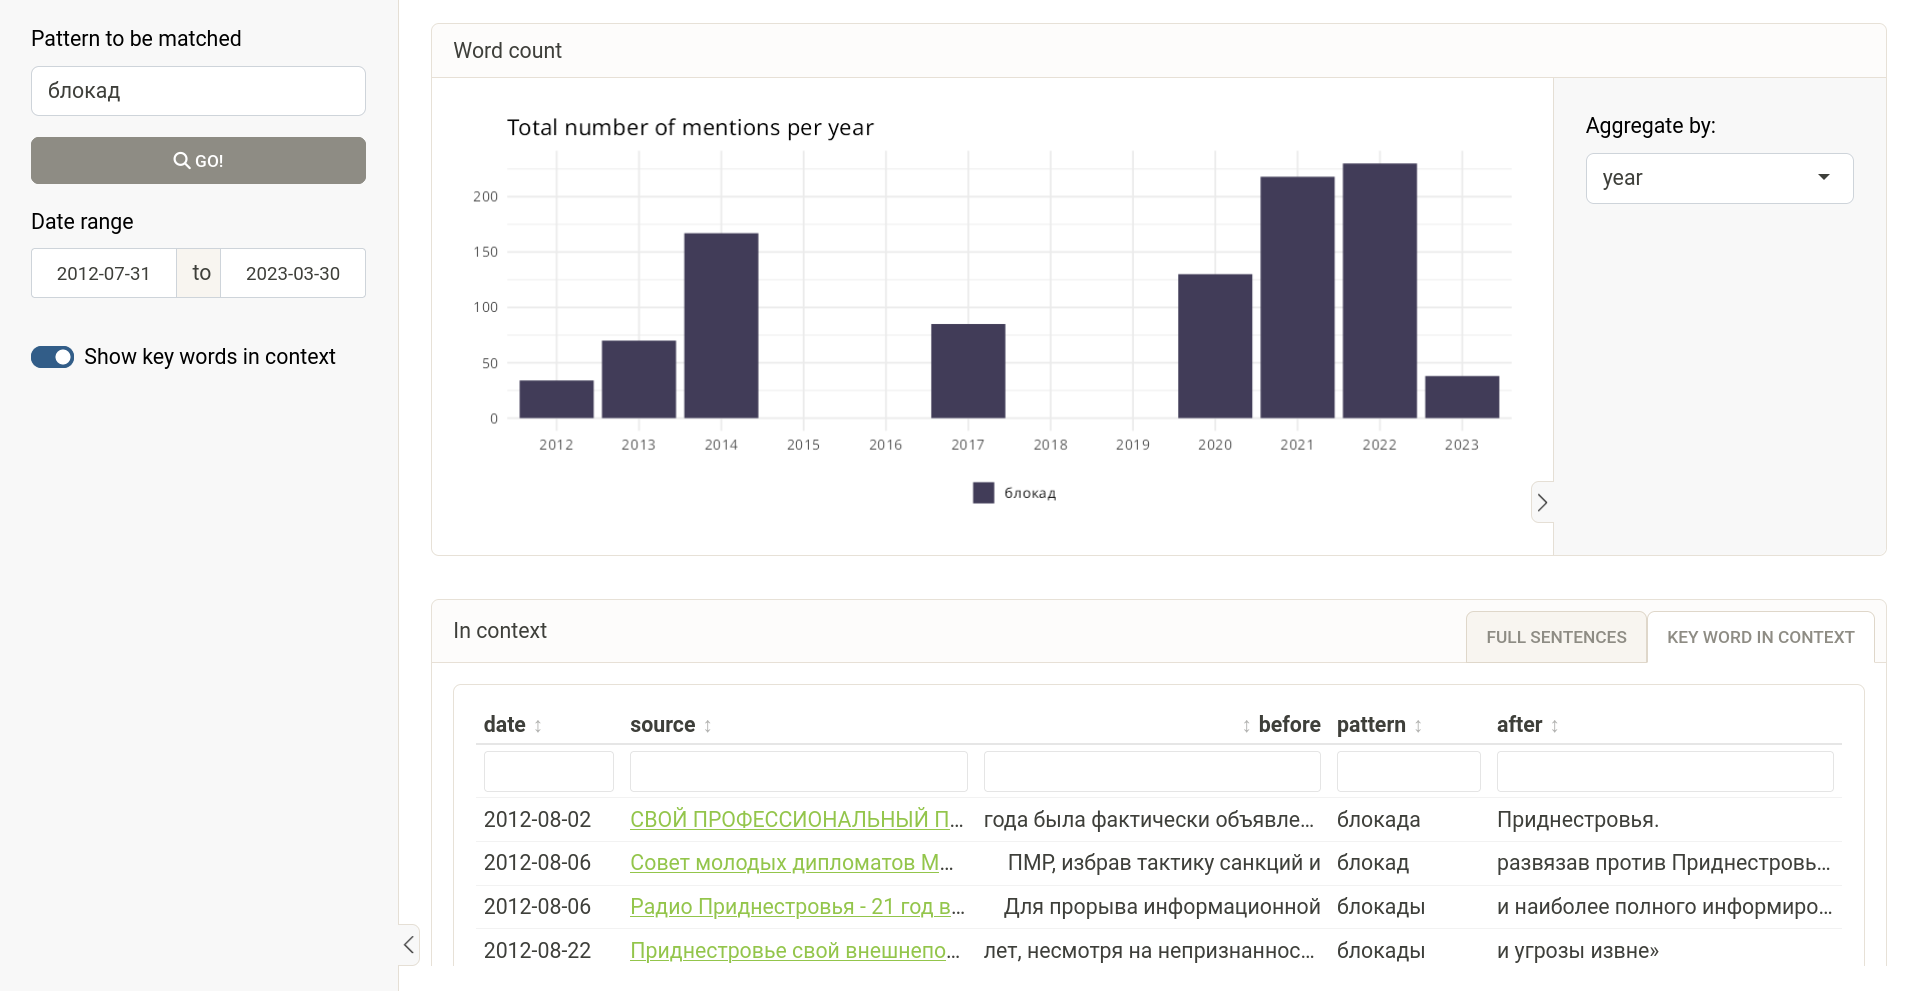 Pattern to be matched
блокад
GO!
Date range
2012-07-31 to 2023-03-30
Show key words in context
Word count
Total number of mentions per year
200
150
100
50
0
2012 2013 2014 2015 2016 2017 2018 2019 2020 2021 2022 2023
блокад
Aggregate by:
year
In context
FULL SENTENCES KEY WORD IN CONTEXT
date source before pattern after
2012-08-02 СВОЙ ПРОФЕССИОНАЛЬНЫЙ П... года была фактически объявле... блокада Приднестровья.
2012-08-06 Совет молодых дипломатов М... ПМР, избрав тактику санкций и блокад развязав против Приднестровь...
2012-08-06 Радио Приднестровья - 21 год в... Для прорыва информационной блокады и наиболее полного информиро...
2012-08-22 Приднестровье свой внешнепо... лет, несмотря на непризнаннос... блокады и угрозы извне»